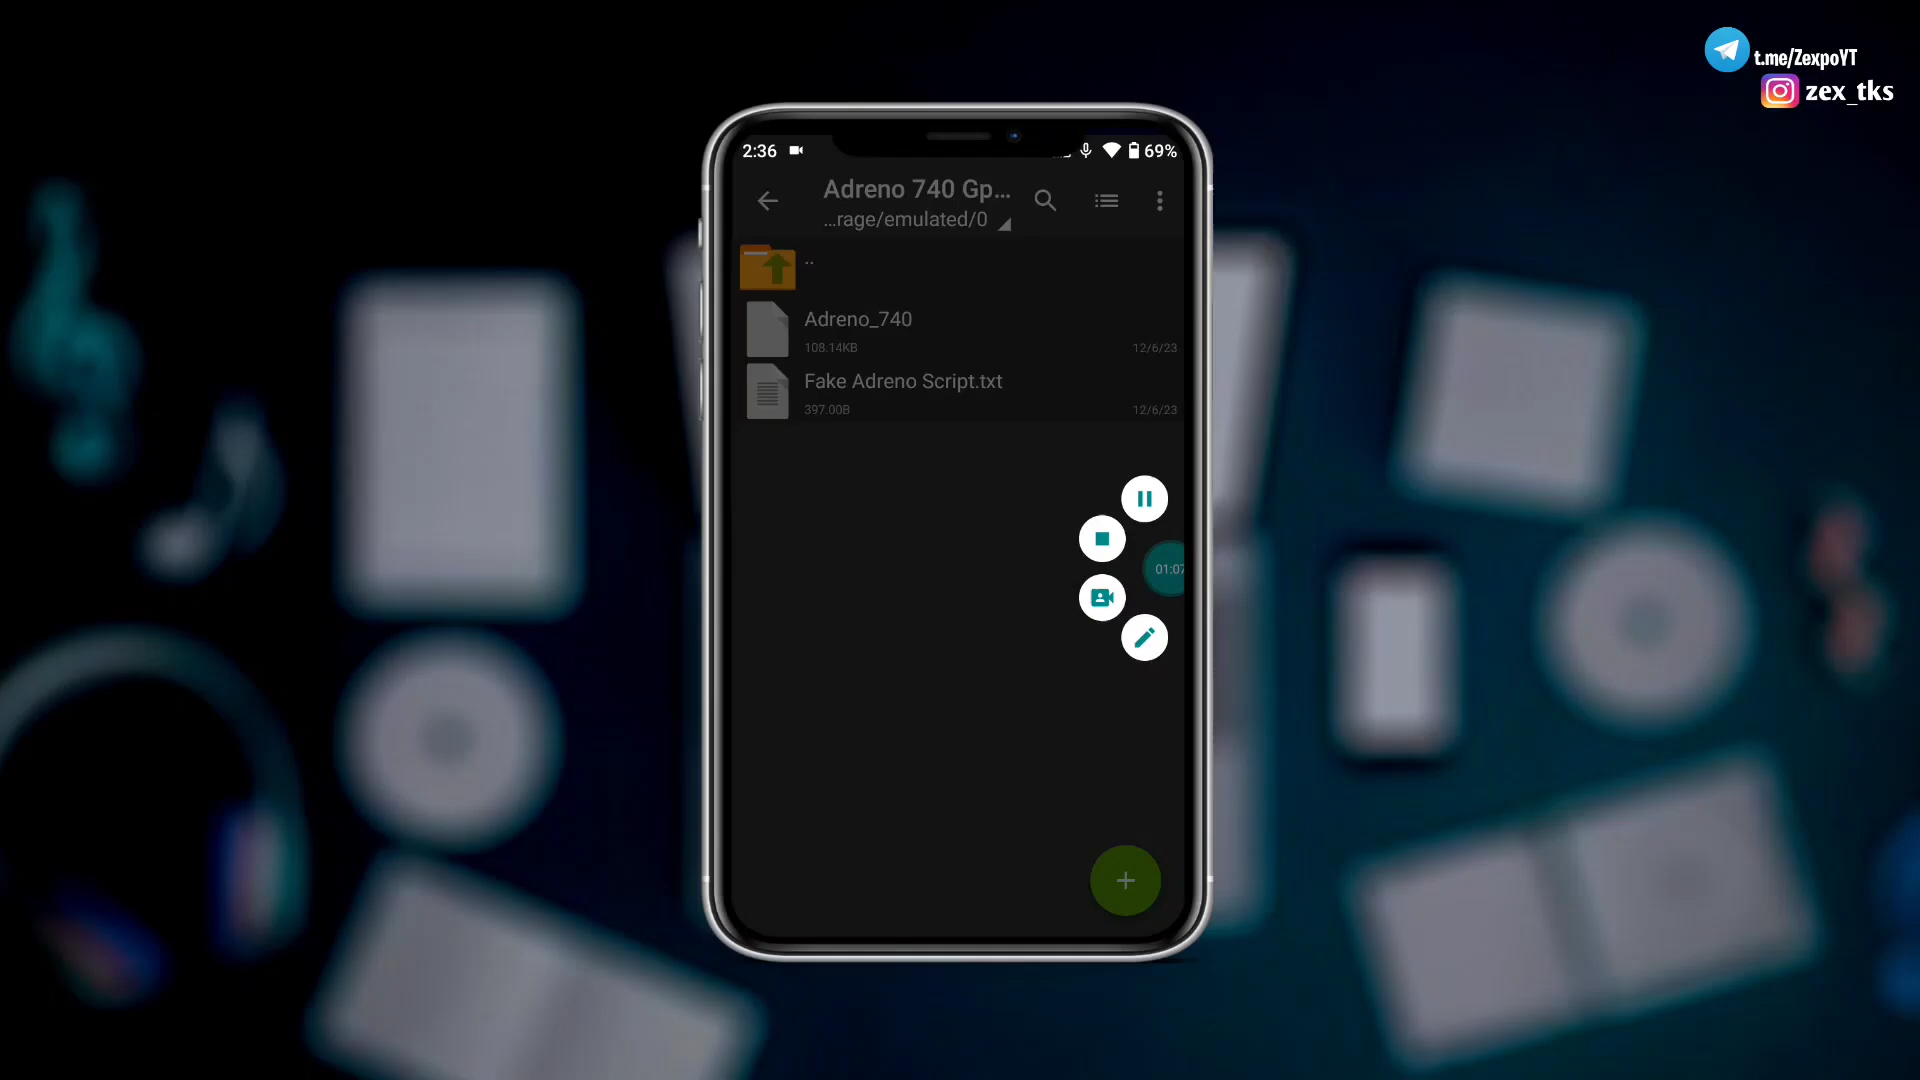 t.me/ZexpoYT
zex_tks
2:36
69%
Adreno 740 Gp...
...rage/emulated/0
..
Adreno_740
108.14KB
12/6/23
Fake Adreno Script.txt
397.00B
12/6/23
01:07